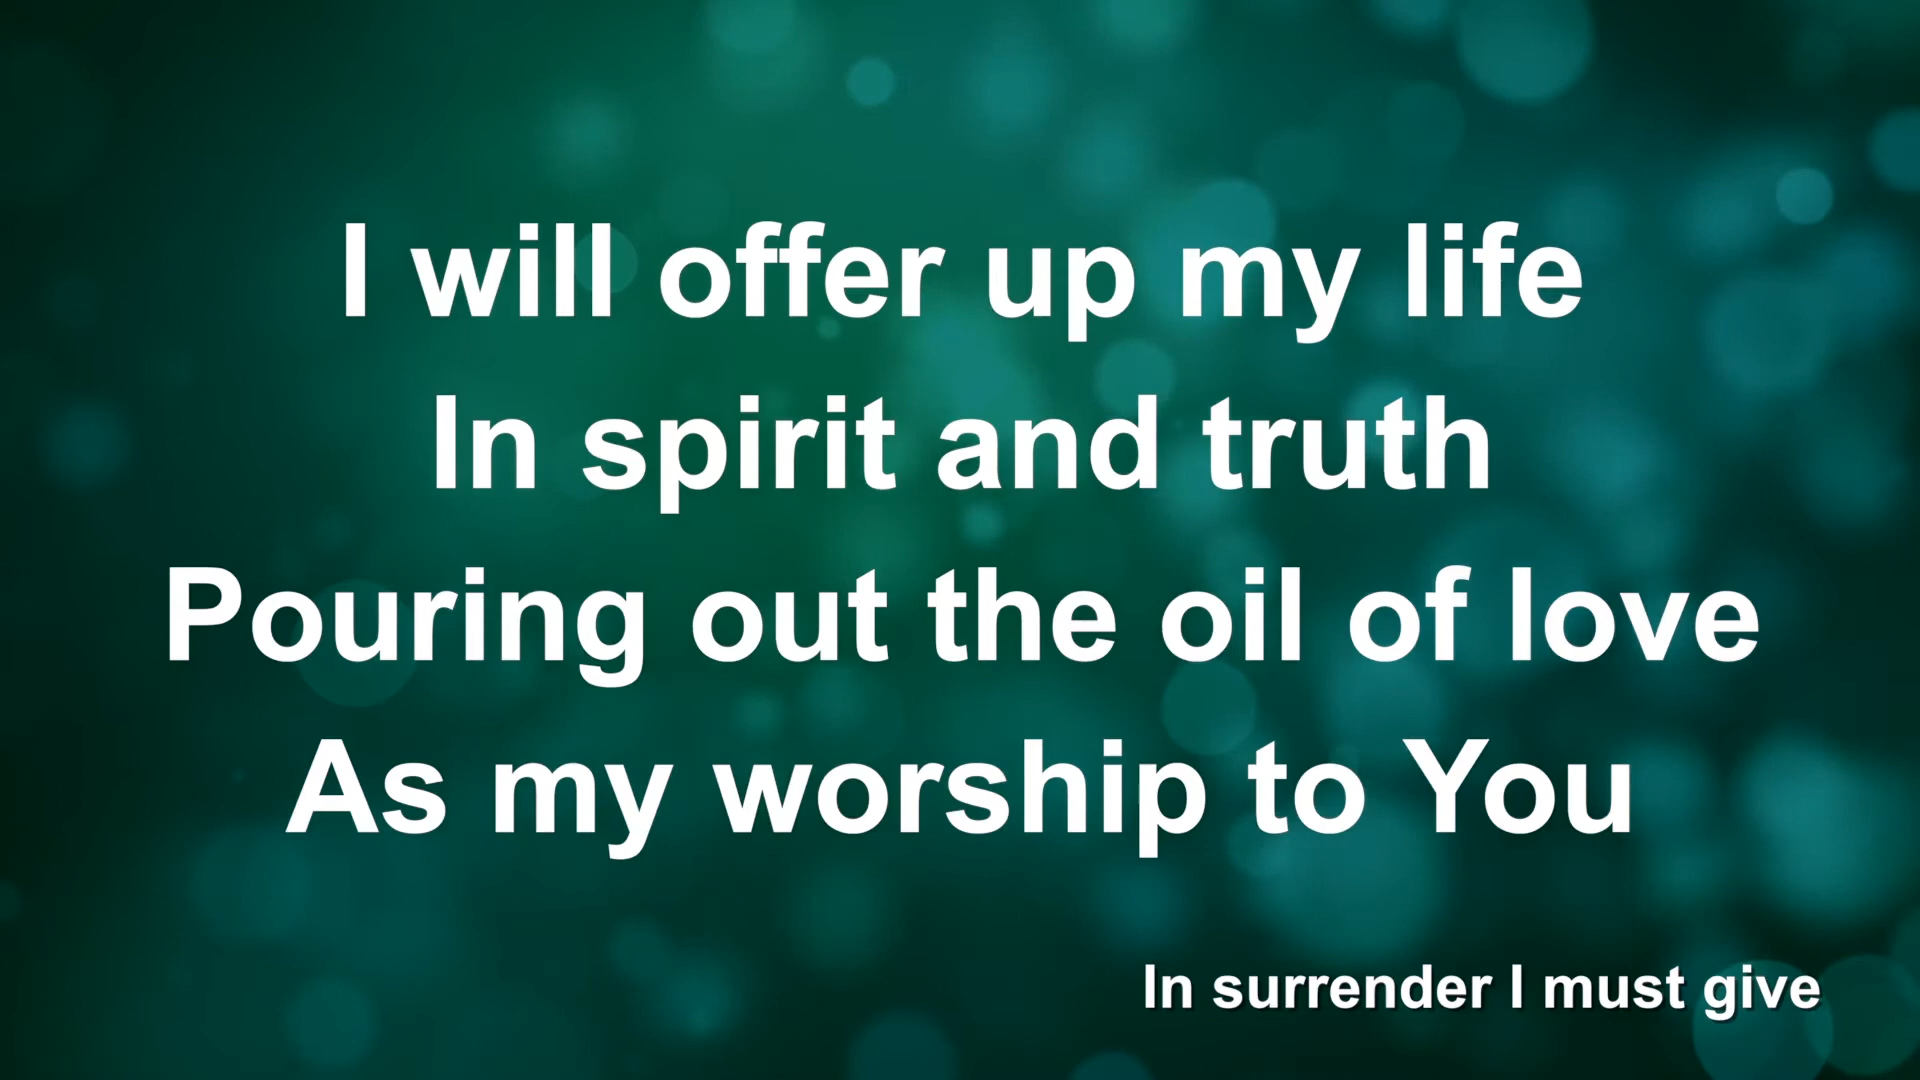 I will offer up my life
In spirit and truth
Pouring out the oil of love
As my worship to You
In surrender I must give